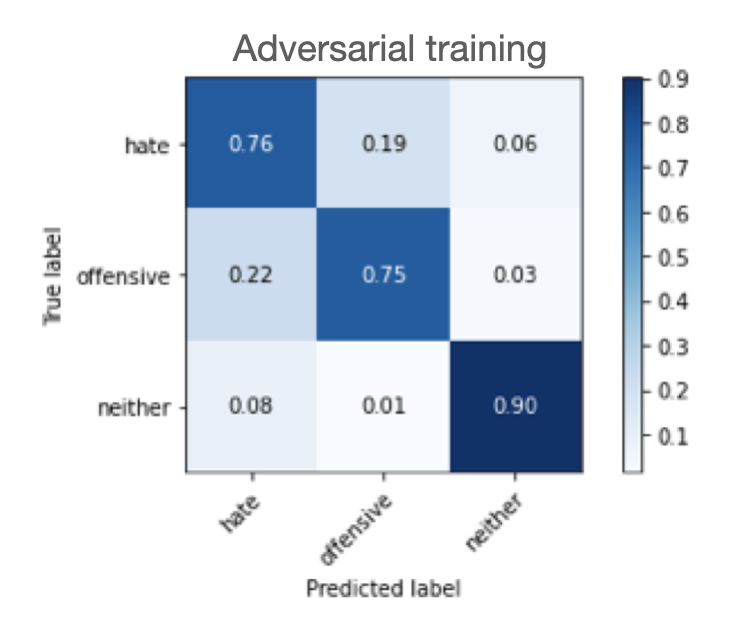 Adversarial training
hate 0.76 0.19 0.06
offensive 0.22 0.75 0.03
neither 0.08 0.01 0.90
True label
hate offensive neither
Predicted label
0.9
0.8
0.7
0.6
0.5
0.4
0.3
0.2
0.1